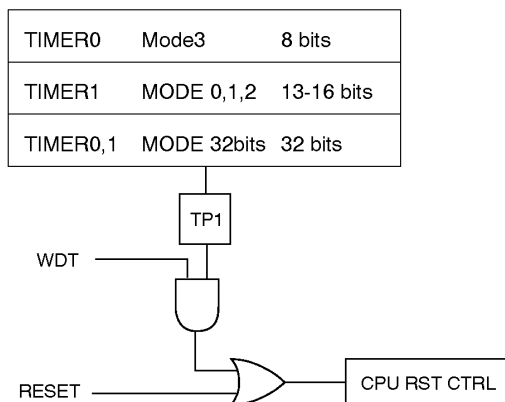 TIMER0 Mode3 8 bits
TIMER1 MODE 0,1,2 13-16 bits
TIMER0,1 MODE 32bits 32 bits
TP1
WDT
RESET
CPU RST CTRL